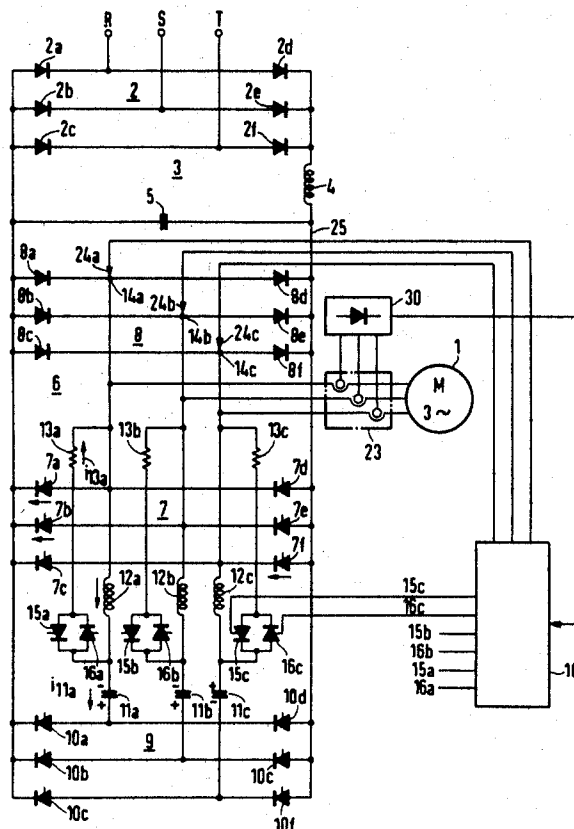 R S T
2a 2d
2b 2 2e
2c 2f
3
4
5
25
8a 24a 8d
14a
8b 24b 30
14b 8e
8c 8 24c 1
14c 8f
6 M
3~
13a 13b 13c 23
i13a
7a 7d
7b 7 7e
7c 7f
12a 12b 12c
15c
16c
15a 15b
16b
15a
16a 16b 15c 16c 16a
i11a
- - -
+ + +
11a 11b 11c
10d
10a 9
10b 10c
10c 10f